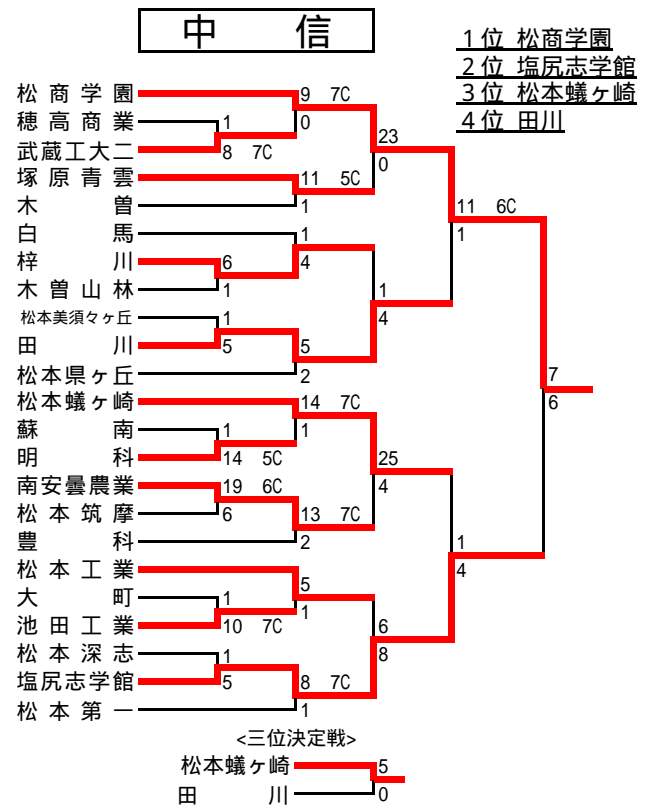 中 信
1位 松商学園
2位 塩尻志学館
3位 松本蟻ヶ崎
4位 田川
松商学園
9 7C
穂高商業
1
0
武蔵工大二
8 7C
23
塚原青雲
11 5C
0
木曽
1
11 6C
白馬
1
1
梓川
6
4
木曽山林
1
1
松本美須々ヶ丘
1
4
田川
5
5
松本県ヶ丘
2
7
松本蟻ヶ崎
14 7C
6
蘇南
1
1
明科
14 5C
25
南安曇農業
19 6C
4
松本筑摩
6
13 7C
豊科
2
1
松本工業
5
4
大町
1
1
池田工業
10 7C
6
松本深志
1
8
塩尻志学館
5
8 7C
松本第一
1
<三位決定戦>
松本蟻ヶ崎
5
田川
0